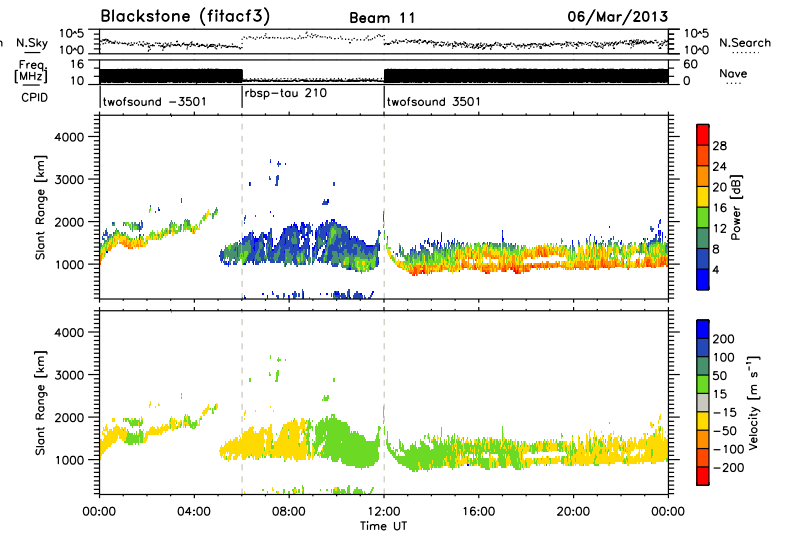 Blackstone (fitacf3) Beam 11 06/Mar/2013
n N.Sky 10^5 10^0 10^5 10^0 N.Search
Freq. [MHz] 16 10 60 0 Nave
CPID twofsound -3501 rbsp-tau 210 twofsound 3501
Slant Range [km]
4000
3000
2000
1000
28
24
20
16
12
8
4
Power [dB]
Slant Range [km]
4000
3000
2000
1000
200
100
50
15
-15
-50
-100
-200
Velocity [m s⁻¹]
00:00 04:00 08:00 12:00 16:00 20:00 00:00
Time UT